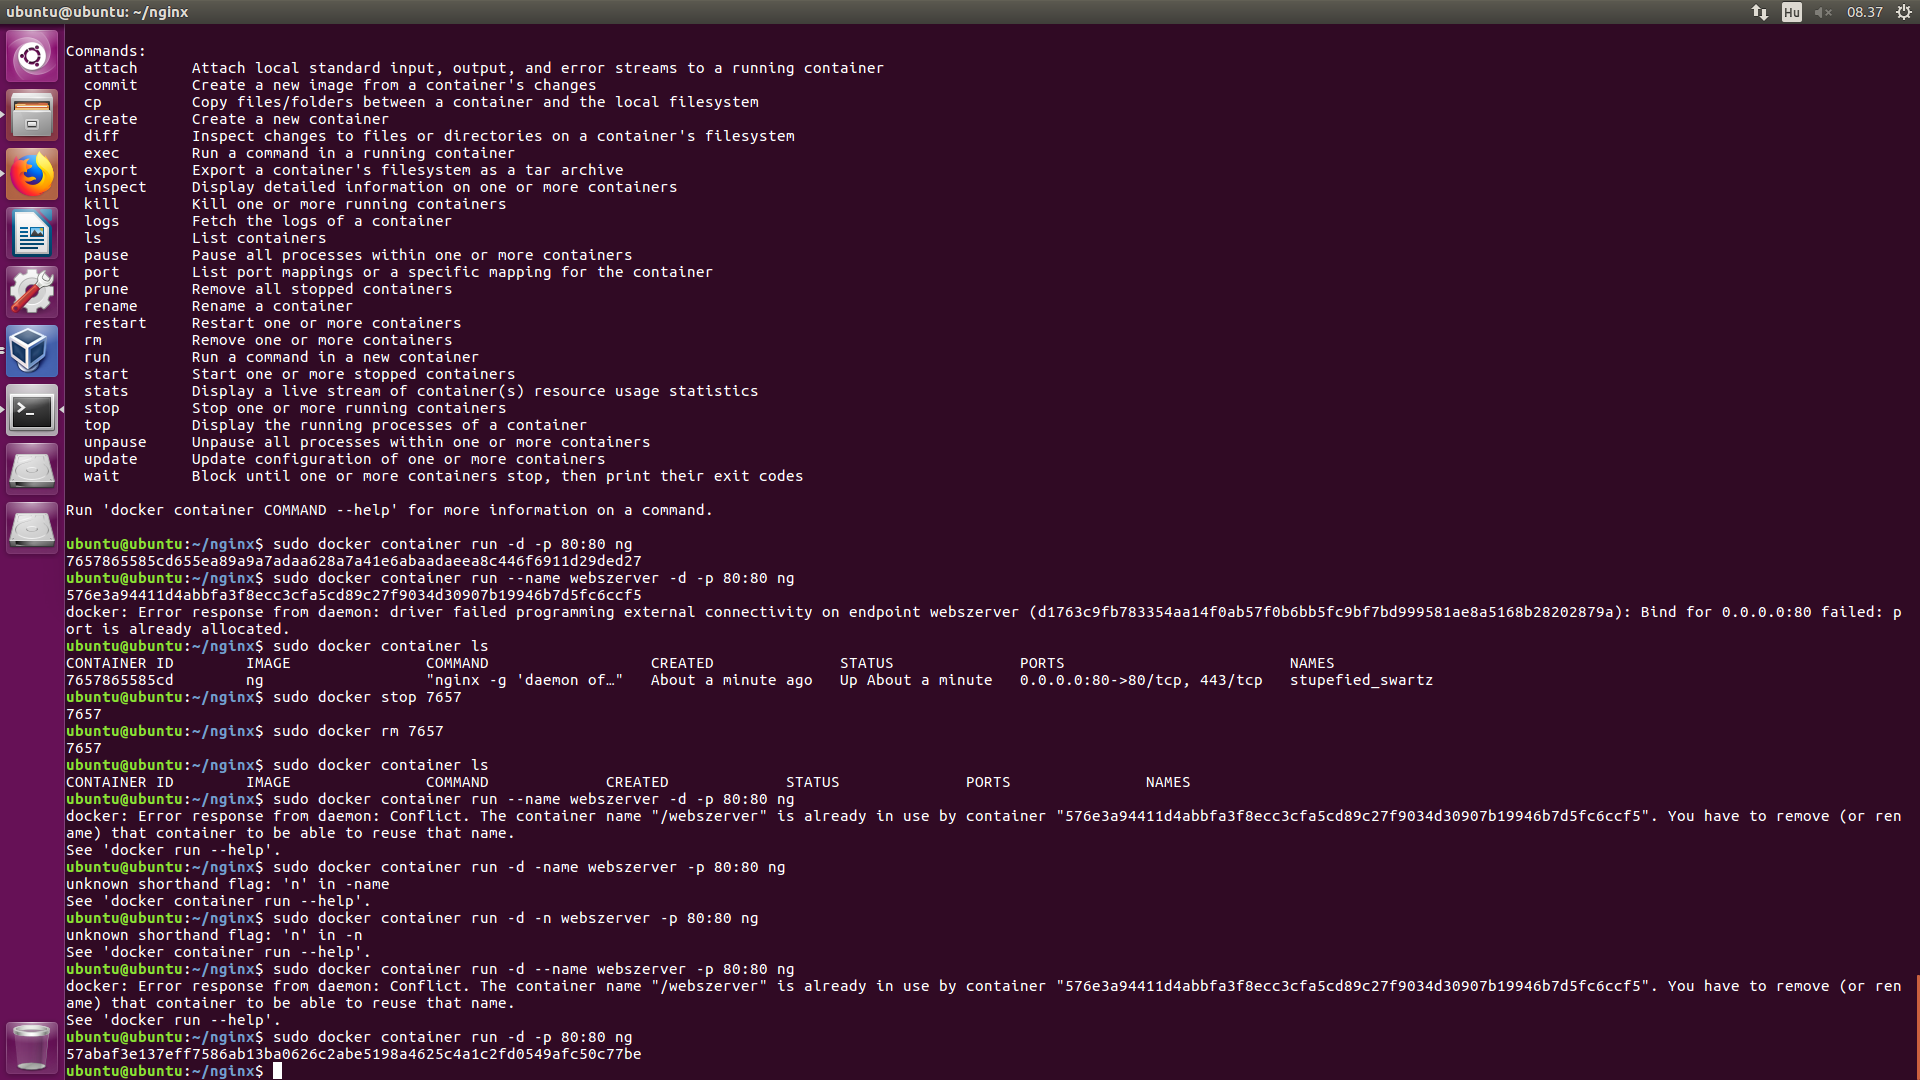 ubuntu@ubuntu: ~/nginx
Hu
08.37
Commands:
  attach      Attach local standard input, output, and error streams to a running container
  commit      Create a new image from a container's changes
  cp          Copy files/folders between a container and the local filesystem
  create      Create a new container
  diff        Inspect changes to files or directories on a container's filesystem
  exec        Run a command in a running container
  export      Export a container's filesystem as a tar archive
  inspect     Display detailed information on one or more containers
  kill        Kill one or more running containers
  logs        Fetch the logs of a container
  ls          List containers
  pause       Pause all processes within one or more containers
  port        List port mappings or a specific mapping for the container
  prune       Remove all stopped containers
  rename      Rename a container
  restart     Restart one or more containers
  rm          Remove one or more containers
  run         Run a command in a new container
  start       Start one or more stopped containers
  stats       Display a live stream of container(s) resource usage statistics
  stop        Stop one or more running containers
  top         Display the running processes of a container
  unpause     Unpause all processes within one or more containers
  update      Update configuration of one or more containers
  wait        Block until one or more containers stop, then print their exit codes
Run 'docker container COMMAND --help' for more information on a command.
ubuntu@ubuntu:~/nginx$ sudo docker container run -d -p 80:80 ng
7657865585cd655ea89a9a7adaa628a7a41e6abaadaeea8c446f6911d29ded27
ubuntu@ubuntu:~/nginx$ sudo docker container run --name webszerver -d -p 80:80 ng
576e3a94411d4abbfa3f8ecc3cfa5cd89c27f9034d30907b19946b7d5fc6ccf5
docker: Error response from daemon: driver failed programming external connectivity on endpoint webszerver (d1763c9fb783354aa14f0ab57f0b6bb5fc9bf7bd999581ae8a5168b28202879a): Bind for 0.0.0.0:80 failed: p
ort is already allocated.
ubuntu@ubuntu:~/nginx$ sudo docker container ls
CONTAINER ID        IMAGE               COMMAND                  CREATED              STATUS              PORTS                         NAMES
7657865585cd        ng                  "nginx -g 'daemon of…"   About a minute ago   Up About a minute   0.0.0.0:80->80/tcp, 443/tcp   stupefied_swartz
ubuntu@ubuntu:~/nginx$ sudo docker stop 7657
7657
ubuntu@ubuntu:~/nginx$ sudo docker rm 7657
7657
ubuntu@ubuntu:~/nginx$ sudo docker container ls
CONTAINER ID        IMAGE               COMMAND             CREATED             STATUS              PORTS               NAMES
ubuntu@ubuntu:~/nginx$ sudo docker container run --name webszerver -d -p 80:80 ng
docker: Error response from daemon: Conflict. The container name "/webszerver" is already in use by container "576e3a94411d4abbfa3f8ecc3cfa5cd89c27f9034d30907b19946b7d5fc6ccf5". You have to remove (or ren
ame) that container to be able to reuse that name.
See 'docker run --help'.
ubuntu@ubuntu:~/nginx$ sudo docker container run -d -name webszerver -p 80:80 ng
unknown shorthand flag: 'n' in -name
See 'docker container run --help'.
ubuntu@ubuntu:~/nginx$ sudo docker container run -d -n webszerver -p 80:80 ng
unknown shorthand flag: 'n' in -n
See 'docker container run --help'.
ubuntu@ubuntu:~/nginx$ sudo docker container run -d --name webszerver -p 80:80 ng
docker: Error response from daemon: Conflict. The container name "/webszerver" is already in use by container "576e3a94411d4abbfa3f8ecc3cfa5cd89c27f9034d30907b19946b7d5fc6ccf5". You have to remove (or ren
ame) that container to be able to reuse that name.
See 'docker run --help'.
ubuntu@ubuntu:~/nginx$ sudo docker container run -d -p 80:80 ng
57abaf3e137eff7586ab13ba0626c2abe5198a4625c4a1c2fd0549afc50c77be
ubuntu@ubuntu:~/nginx$